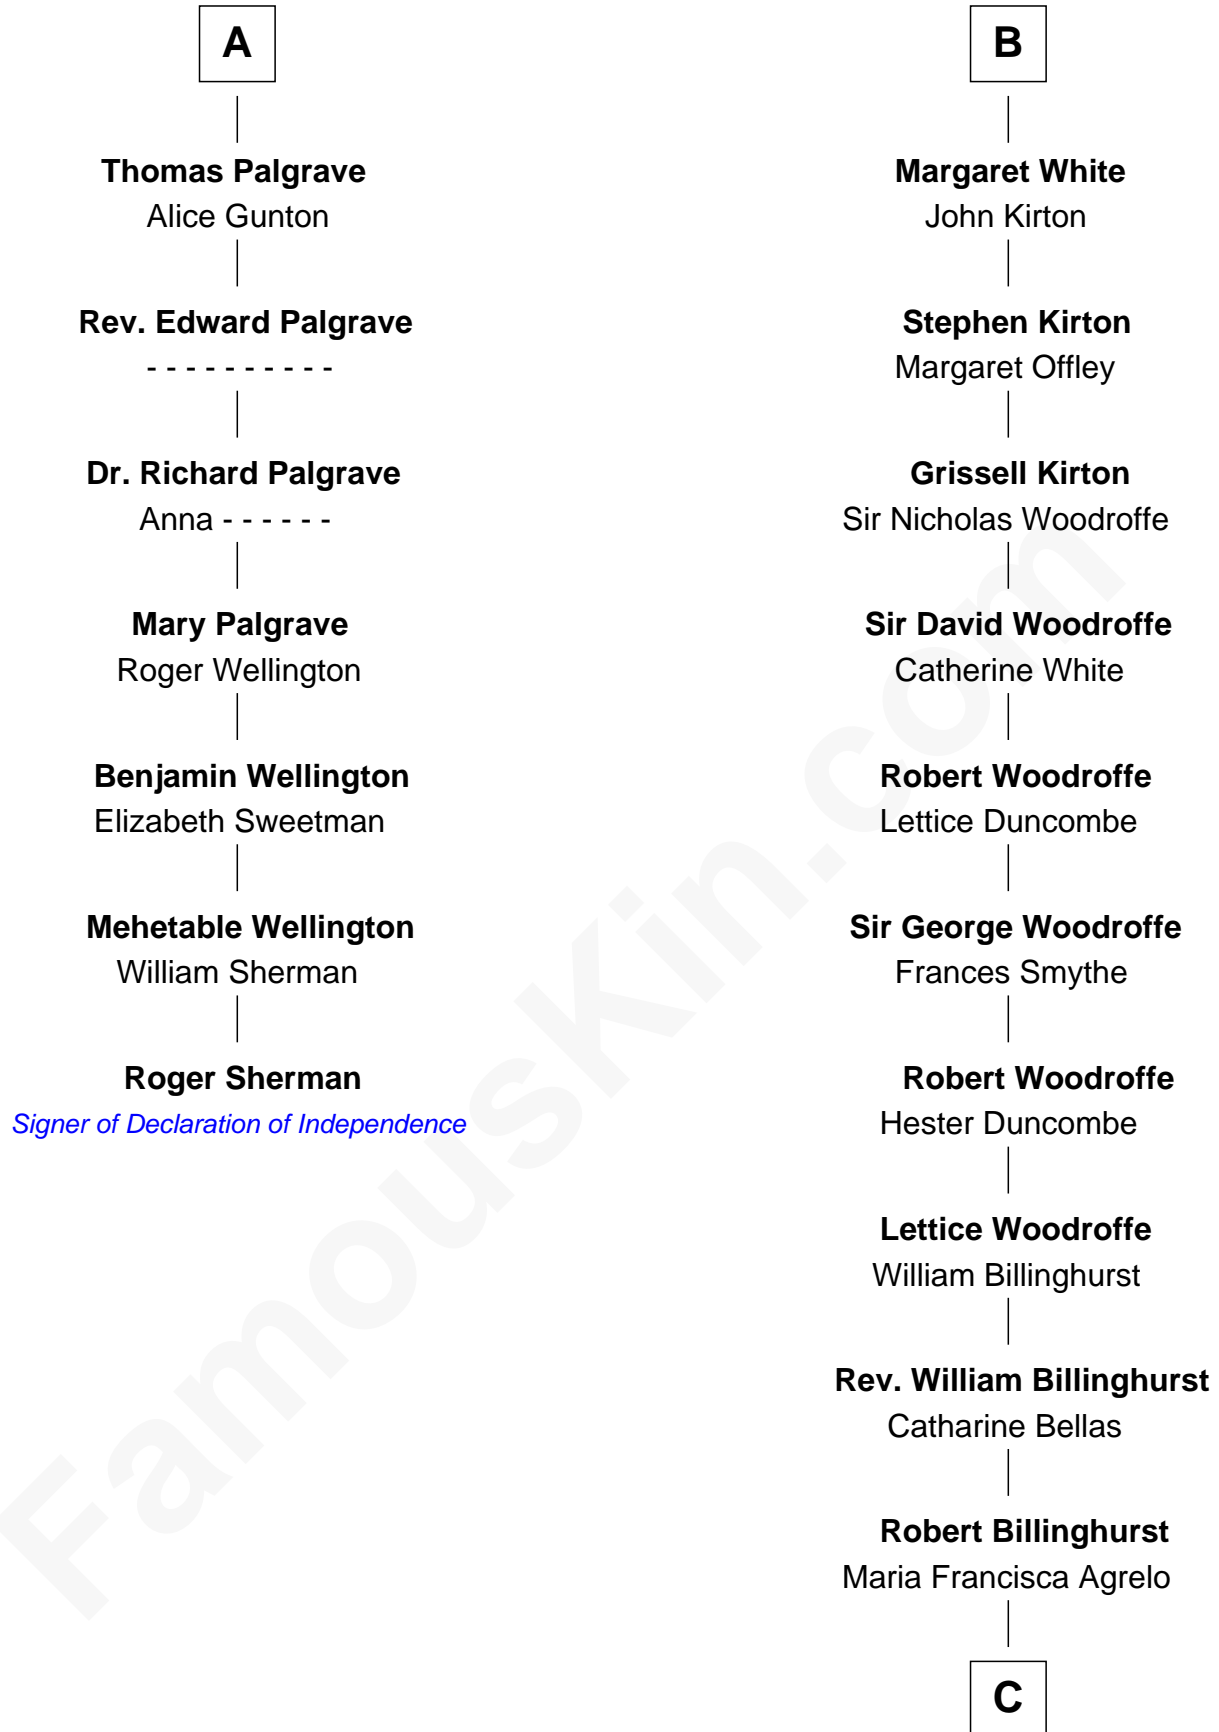 A
Thomas Palgrave
Alice Gunton
Rev. Edward Palgrave
- - - - - - - - - -
Dr. Richard Palgrave
Anna - - - - - -
Mary Palgrave
Roger Wellington
Benjamin Wellington
Elizabeth Sweetman
Mehetable Wellington
William Sherman
Roger Sherman
Signer of Declaration of Independence
B
Margaret White
John Kirton
Stephen Kirton
Margaret Offley
Grissell Kirton
Sir Nicholas Woodroffe
Sir David Woodroffe
Catherine White
Robert Woodroffe
Lettice Duncombe
Sir George Woodroffe
Frances Smythe
Robert Woodroffe
Hester Duncombe
Lettice Woodroffe
William Billinghurst
Rev. William Billinghurst
Catharine Bellas
Robert Billinghurst
Maria Francisca Agrelo
C
FamousKin.com